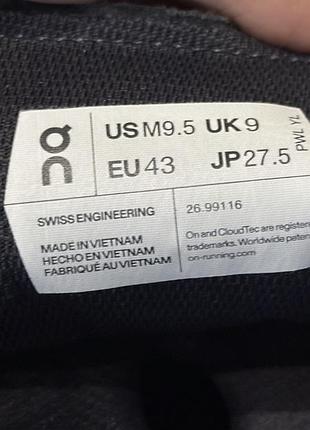 on
US M9.5 UK 9
EU 43 JP 27.5
PWL YL
SWISS ENGINEERING
26.99116
MADE IN VIETNAM
HECHO EN VIETNAM
FABRIQUÉ AU VIETNAM
On and CloudTec are register
trademarks. Worldwide paten
on-running.com